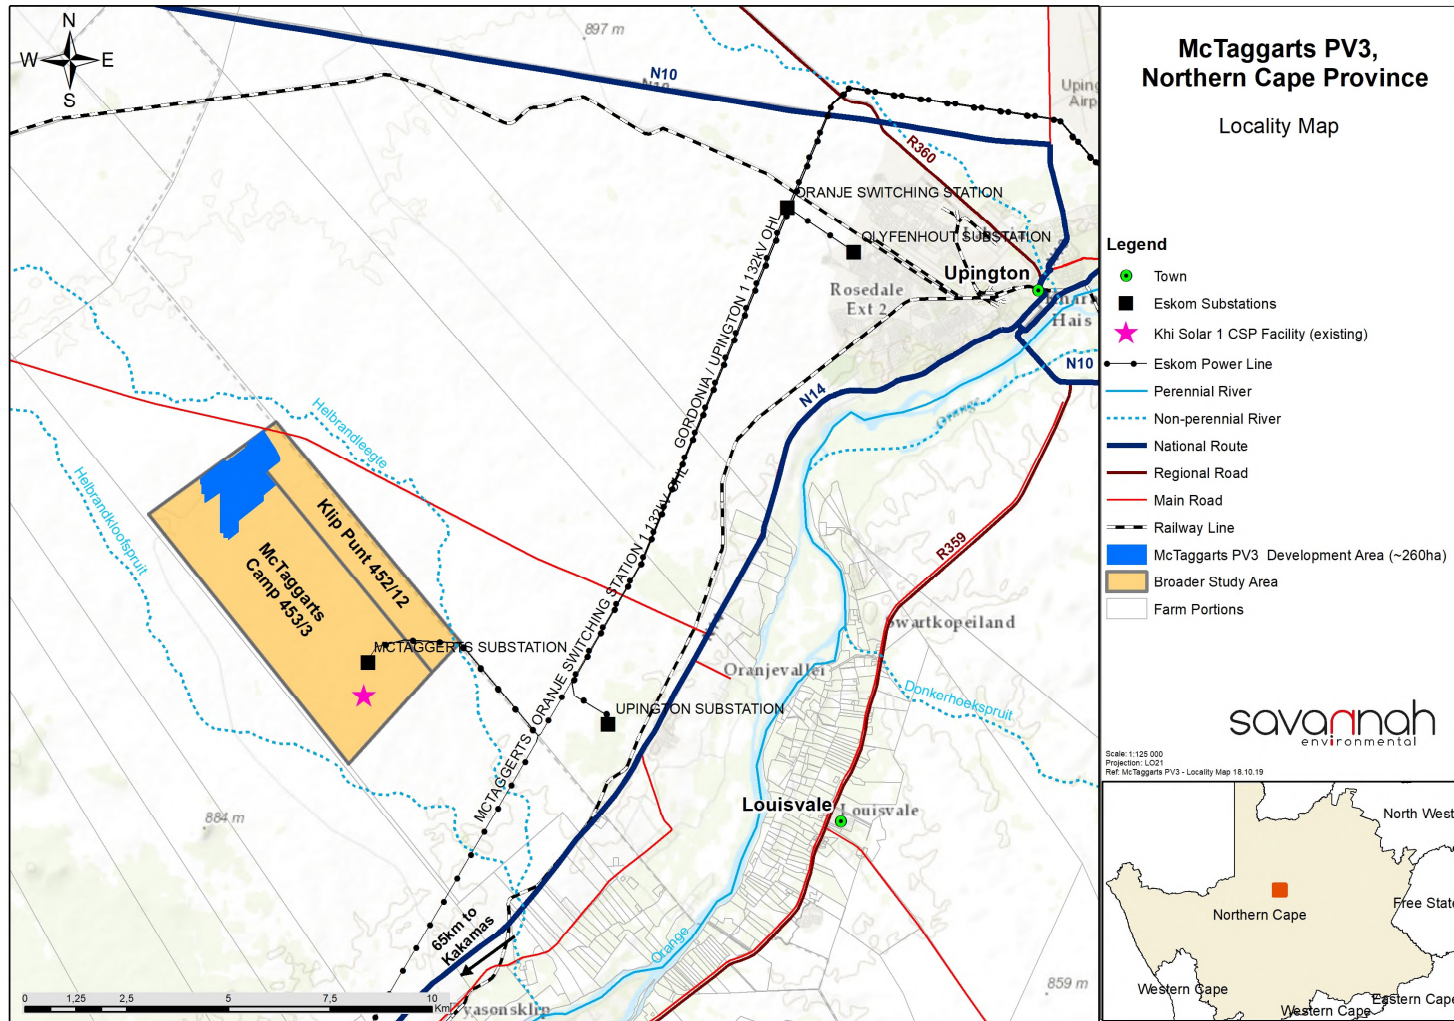 McTaggarts PV3,
Northern Cape Province
Locality Map
Legend
Town
Eskom Substations
Khi Solar 1 CSP Facility (existing)
Eskom Power Line
Perennial River
Non-perennial River
National Route
Regional Road
Main Road
Railway Line
McTaggarts PV3 Development Area (~260ha)
Broader Study Area
Farm Portions
savannah
environmental
Scale: 1:125 000
Projection: LO21
Ref: McTaggarts PV3 - Locality Map 18.10.19
North West
Northern Cape
Free State
Western Cape
Eastern Cape
Western Cape
N
W
E
S
897 m
N10
N10
Uping
Airp
R360
ORANJE SWITCHING STATION
OLYFENHOUT SUBSTATION
Upington
Rosedale
Ext 2
Khara
Hais
N10
N14
Orange
GORDONIA / UPINGTON 1 132KV OHL
Helbrandleegte
Helbrandkloofspruit
Klip Punt 452/12
McTaggarts
Camp 453/3
MCTAGGERTS SUBSTATION
MCTAGGERTS / ORANJE SWITCHING STATION 1 132KV OHL
UPINGTON SUBSTATION
R359
Swartkopeiland
Oranjevallei
N14
Donkerhoekspruit
Louisvale
Louisvale
884 m
65km to
Kakamas
Orange
859 m
0
1,25
2,5
5
7,5
10
Km